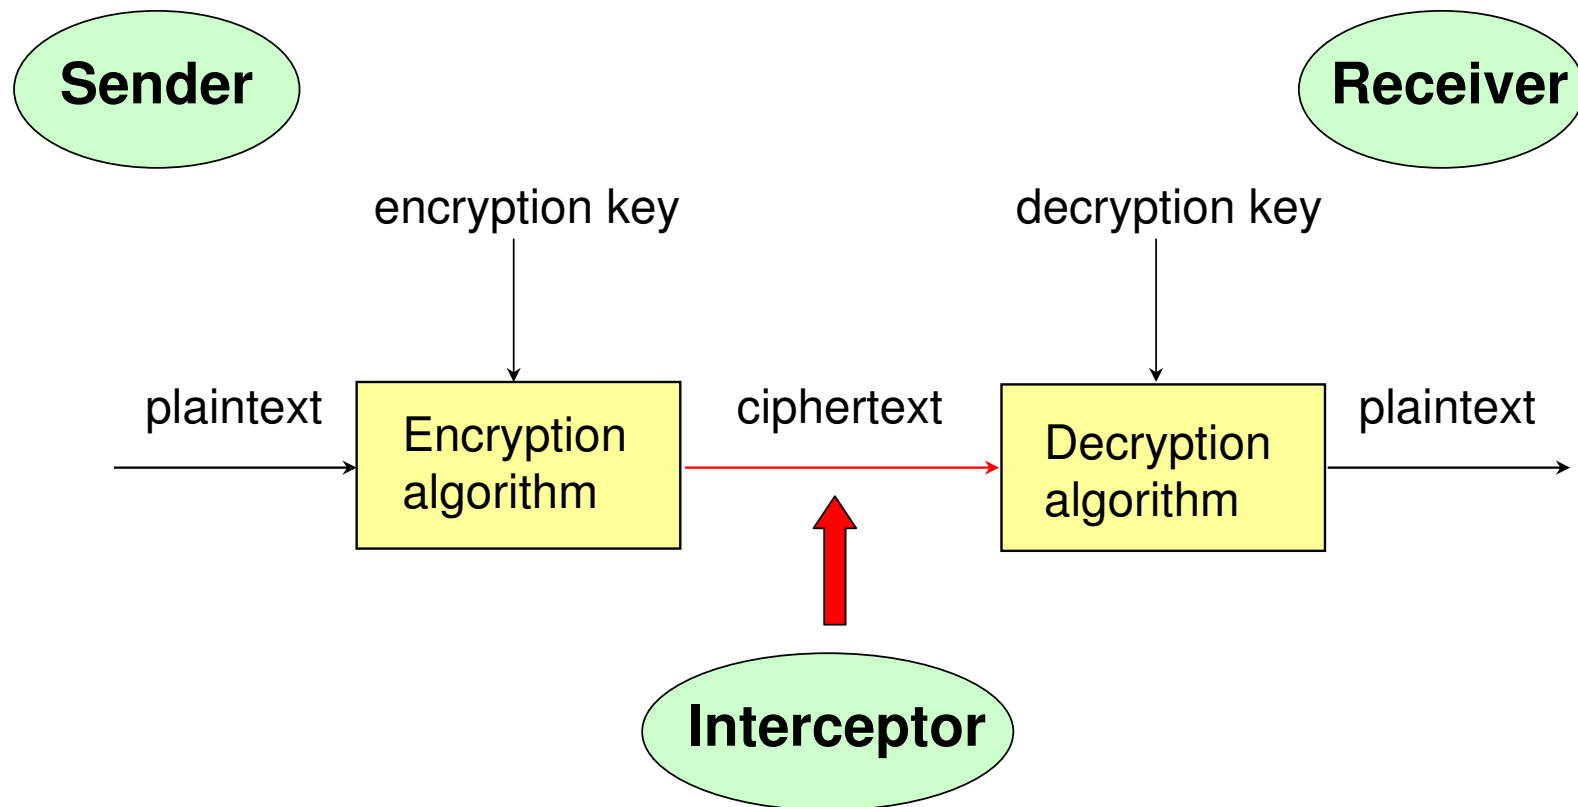 Sender
Receiver
encryption key
decryption key
plaintext
Encryption
algorithm
ciphertext
Decryption
algorithm
plaintext
Interceptor